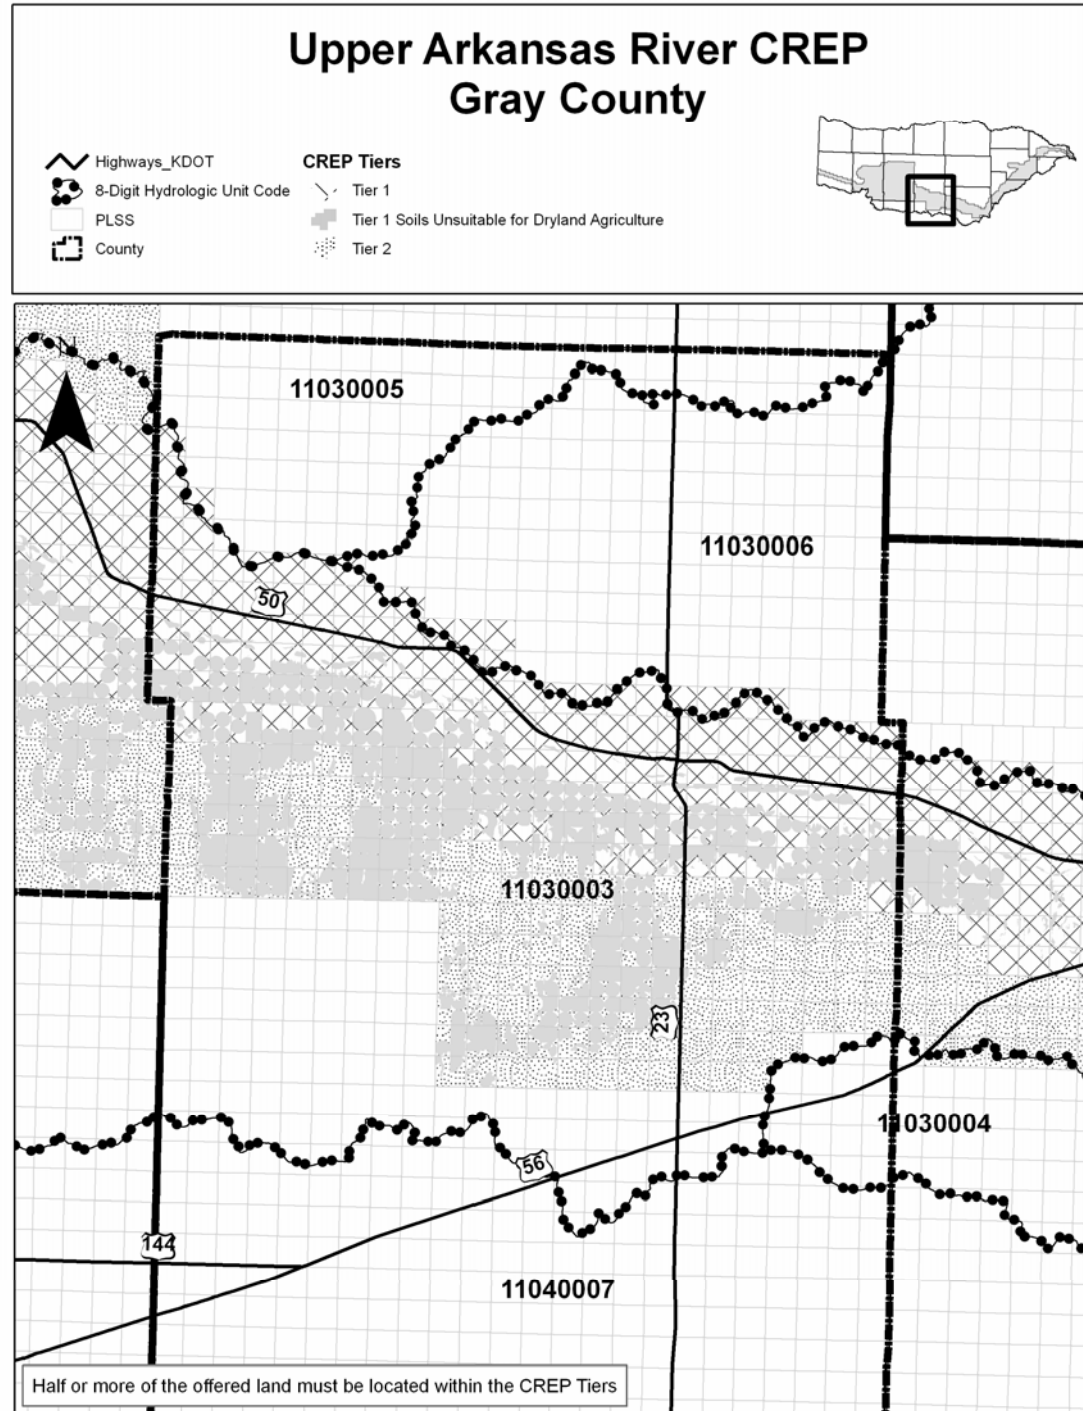 Upper Arkansas River CREP
Gray County
Highways_KDOT
8-Digit Hydrologic Unit Code
PLSS
County
CREP Tiers
Tier 1
Tier 1 Soils Unsuitable for Dryland Agriculture
Tier 2
N
11030005
11030006
50
11030003
23
11030004
56
144
11040007
Half or more of the offered land must be located within the CREP Tiers